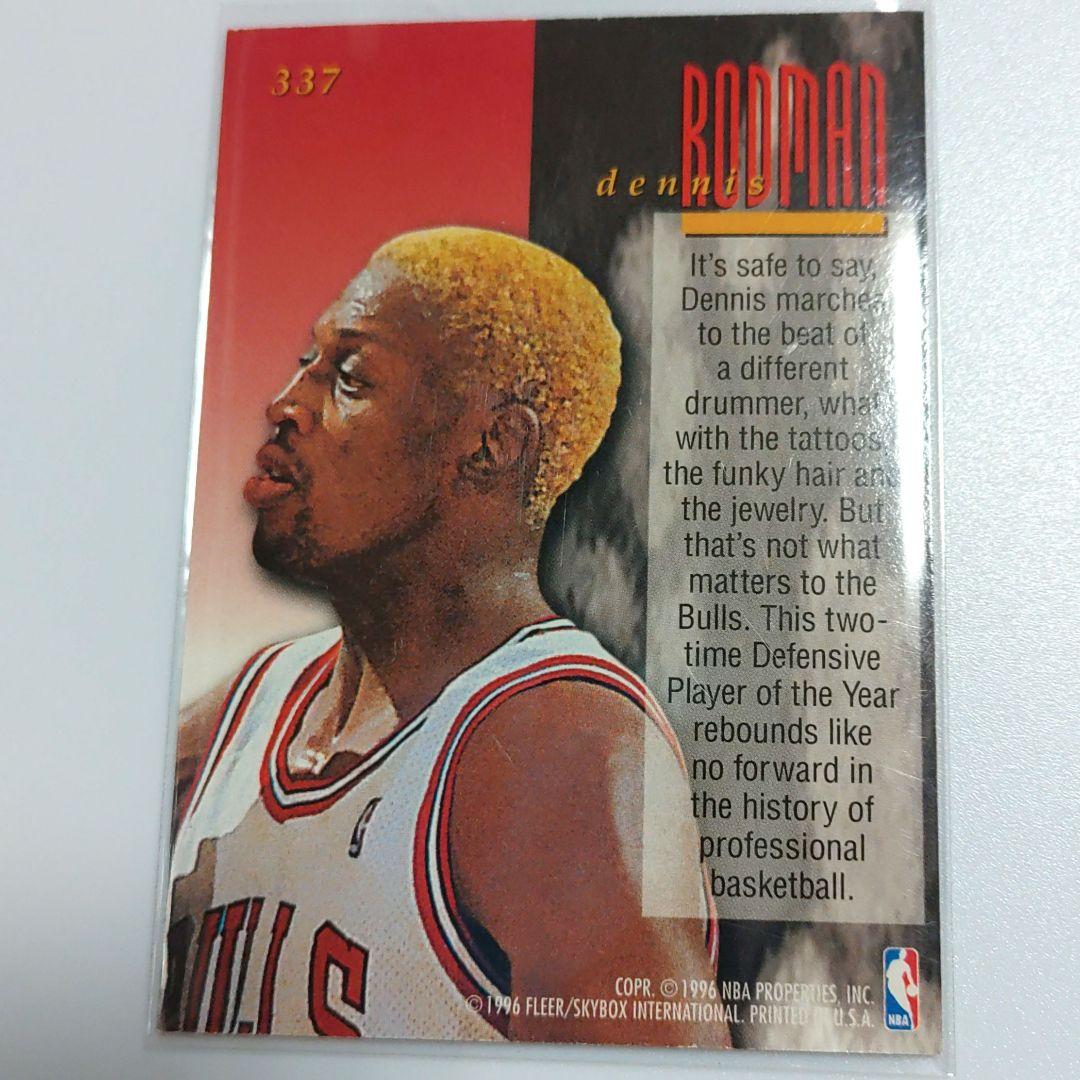 337
RODMAN
dennis
It's safe to say,
Dennis marches
to the beat of
a different
drummer, what
with the tattoos,
the funky hair and
the jewelry. But
that's not what
matters to the
Bulls. This two-
time Defensive
Player of the Year
rebounds like
no forward in
the history of
professional
basketball.
BULLS
COPR. © 1996 NBA PROPERTIES, INC.
© 1996 FLEER/SKYBOX INTERNATIONAL. PRINTED IN U.S.A.
NBA